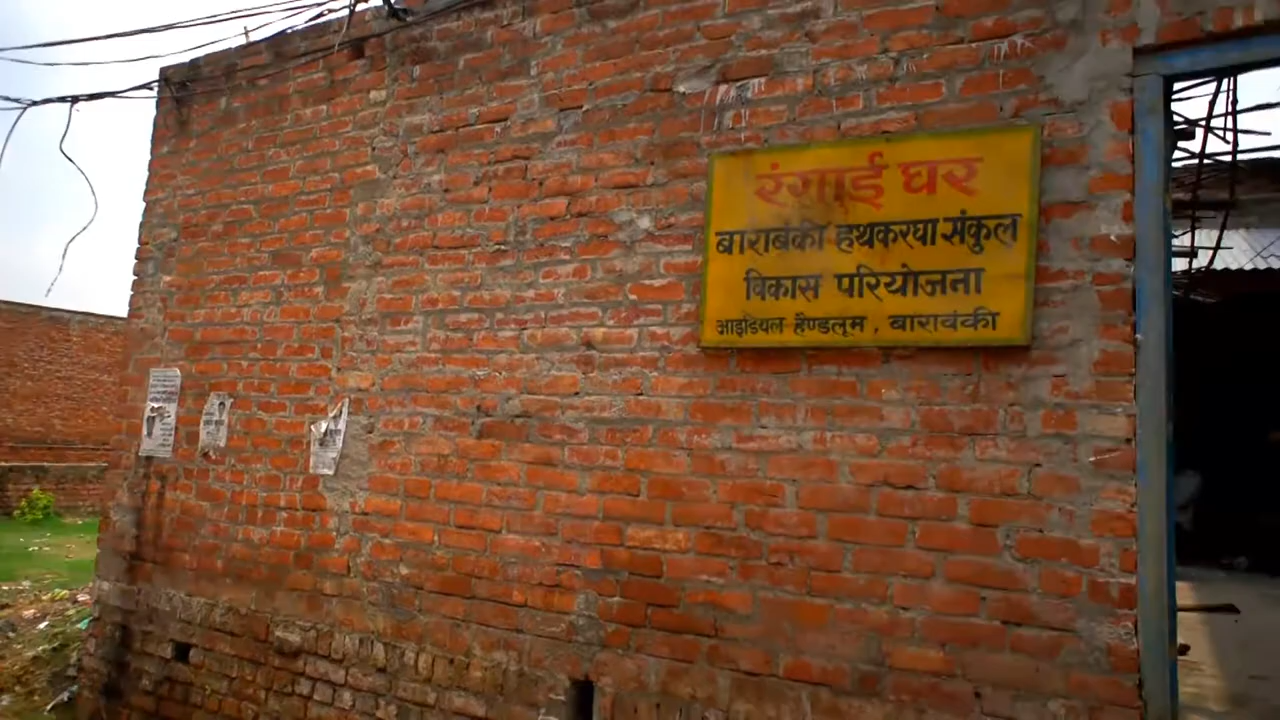 रंगाई घर
बाराबंकी हथकरघा संकुल
विकास परियोजना
आइडियल हैण्डलूम, बाराबंकी